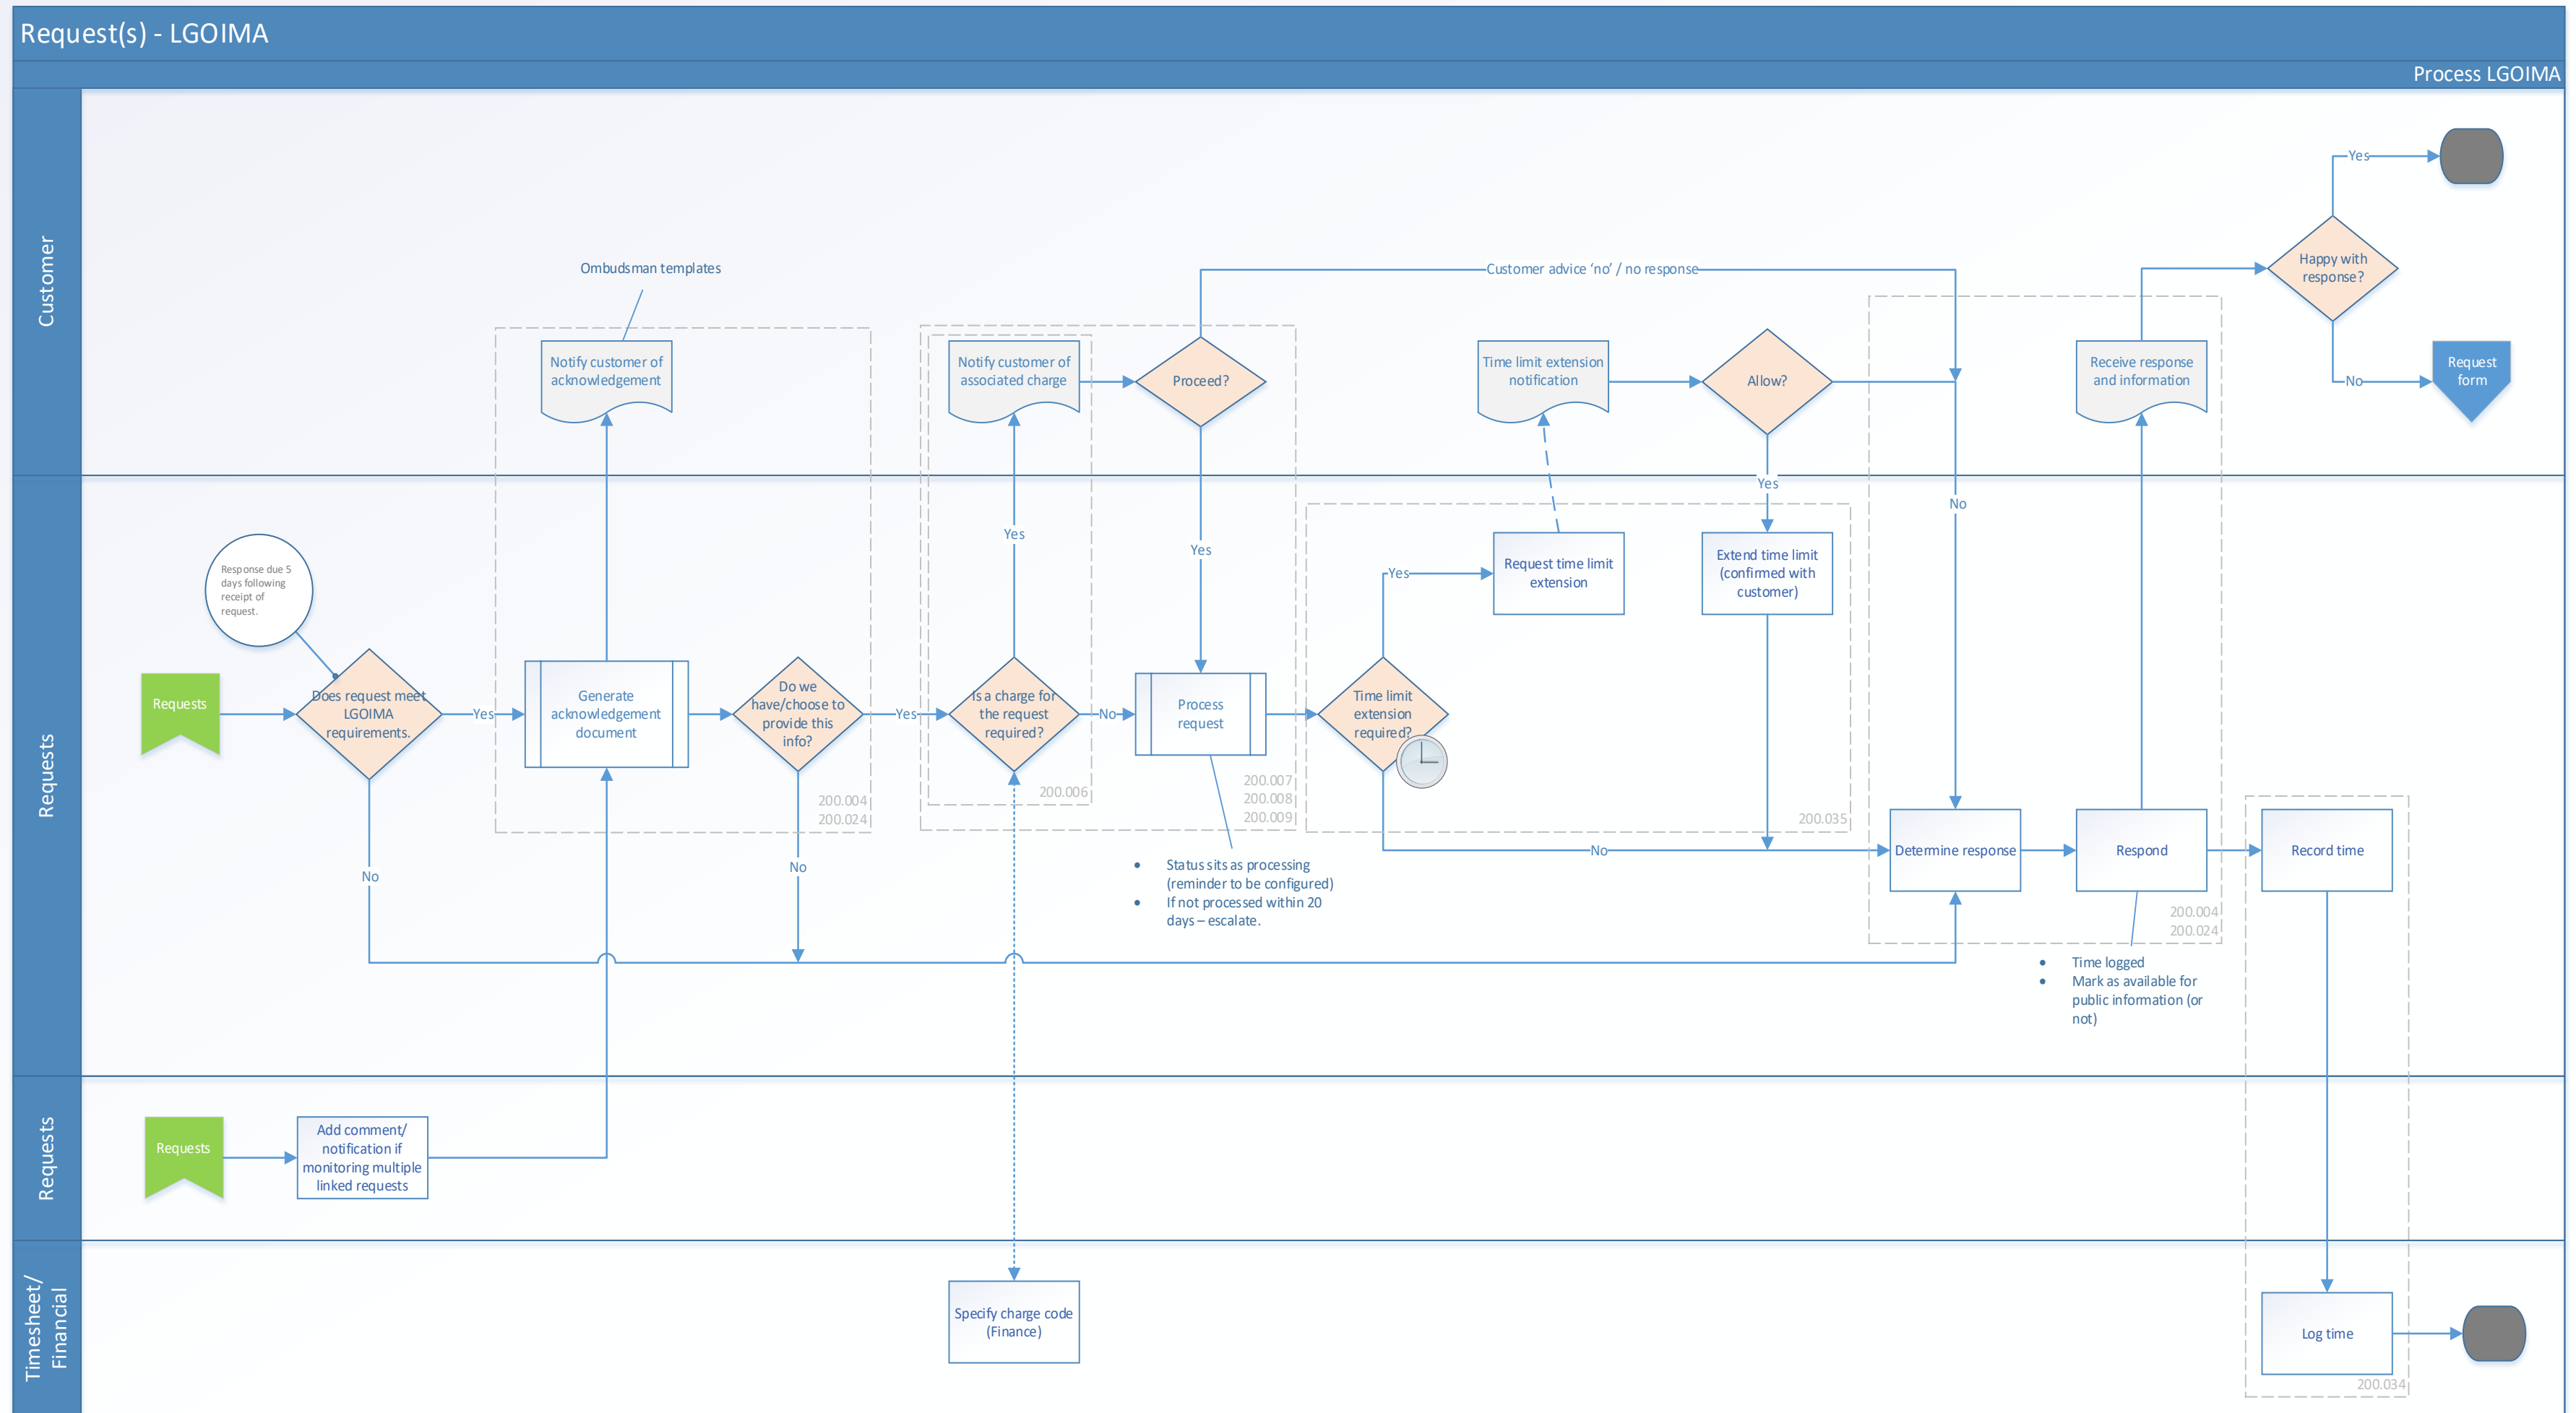 Request(s) - LGOIMA
Process LGOIMA
Customer
Yes
Happy with
response?
No
Request
form
Ombudsman templates
Notify customer of
acknowledgement
Notify customer of
associated charge
Proceed?
Customer advice ‘no’ / no response
Time limit extension
notification
Allow?
Receive response
and information
Requests
Response due 5
days following
receipt of
request.
Requests
Does request meet
LGOIMA
requirements.
Yes
No
Generate
acknowledgement
document
Do we
have/choose to
provide this
info?
Yes
No
200.004
200.024
Is a charge for
the request
required?
Yes
No
200.006
Yes
Process
request
200.007
200.008
200.009
Status sits as processing
(reminder to be configured)
If not processed within 20
days – escalate.
Time limit
extension
required?
Yes
No
Request time limit
extension
Yes
Extend time limit
(confirmed with
customer)
200.035
No
Determine response
Respond
200.004
200.024
Time logged
Mark as available for
public information (or
not)
Record time
Requests
Requests
Add comment/
notification if
monitoring multiple
linked requests
Timesheet/
Financial
Specify charge code
(Finance)
Log time
200.034